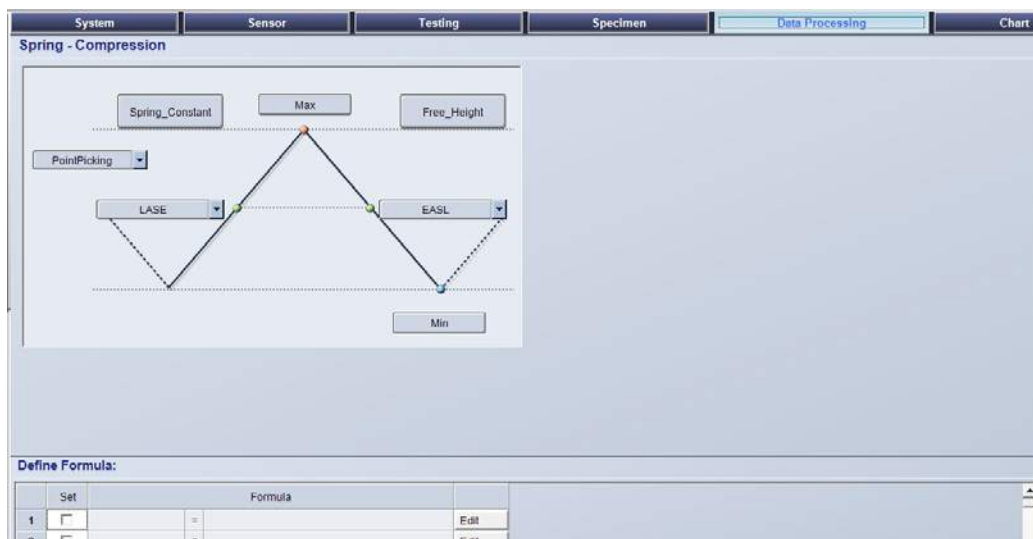 System Sensor Testing Specimen Data Processing Chart
Spring - Compression
Spring_Constant Max Free_Height
PointPicking
LASE EASL
Min
Define Formula:
Set Formula
1 = Edit